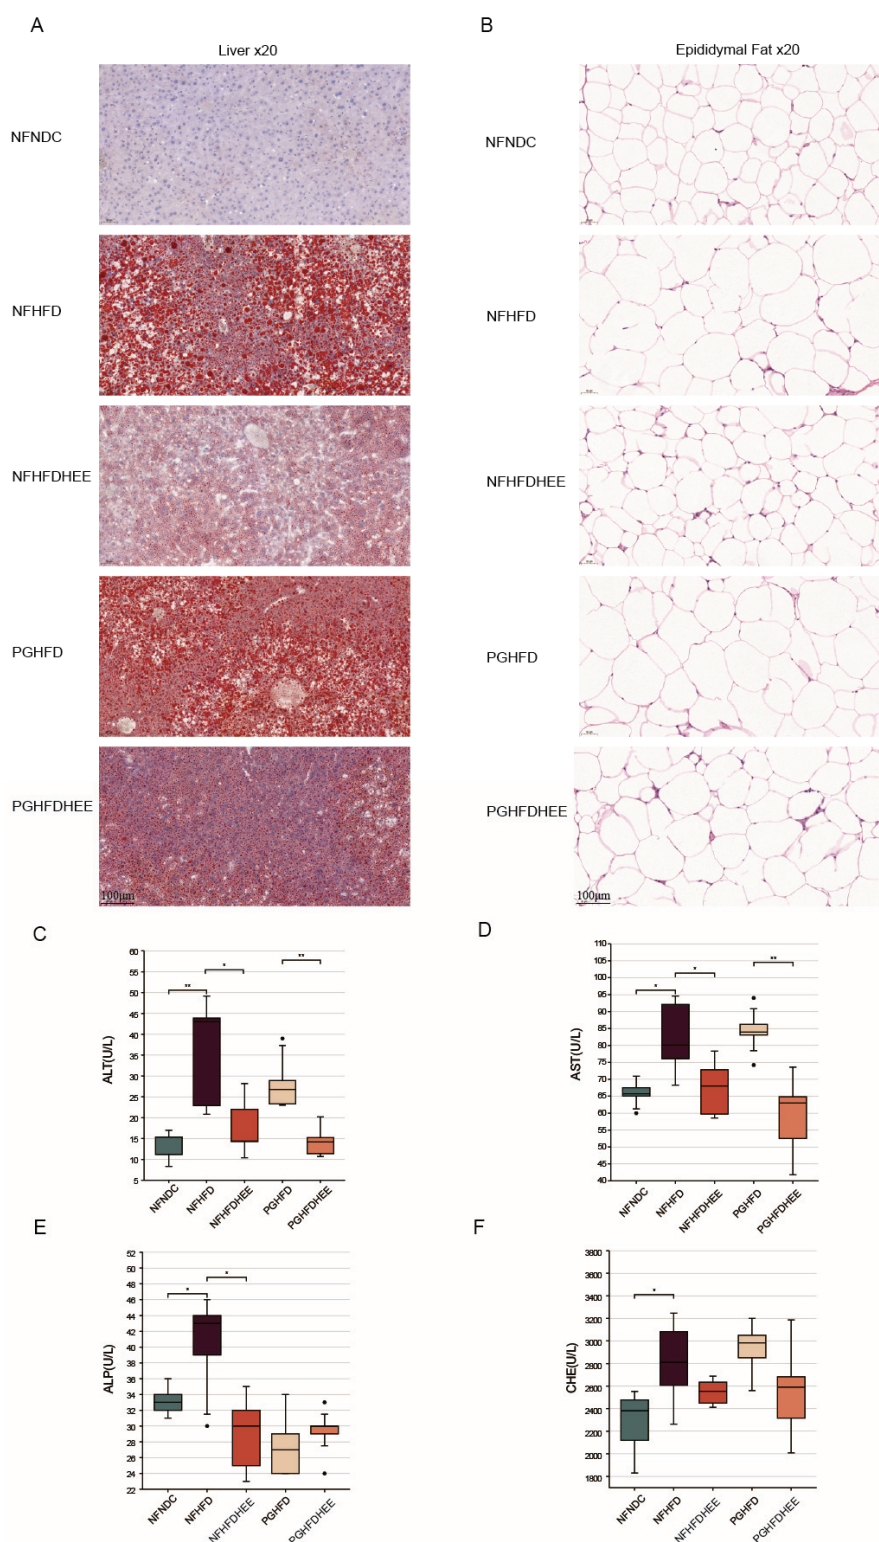 A
Liver x20
NFNDC
NFHFD
NFHFDHEE
PGHFD
PGHFDHEE
100μm
B
Epididymal Fat x20
NFNDC
NFHFD
NFHFDHEE
PGHFD
PGHFDHEE
100μm
C
ALT(U/L)
60
55
50
45
40
35
30
25
20
15
10
5
**
*
**
NFNDC
NFHFD
NFHFDHEE
PGHFD
PGHFDHEE
D
AST(U/L)
110
105
100
95
90
85
80
75
70
65
60
55
50
45
40
*
*
**
NFNDC
NFHFD
NFHFDHEE
PGHFD
PGHFDHEE
E
ALP(U/L)
52
50
48
46
44
42
40
38
36
34
32
30
28
26
24
22
*
*
NFNDC
NFHFD
NFHFDHEE
PGHFD
PGHFDHEE
F
CHE(U/L)
3800
3600
3400
3200
3000
2800
2600
2400
2200
2000
1800
*
NFNDC
NFHFD
NFHFDHEE
PGHFD
PGHFDHEE